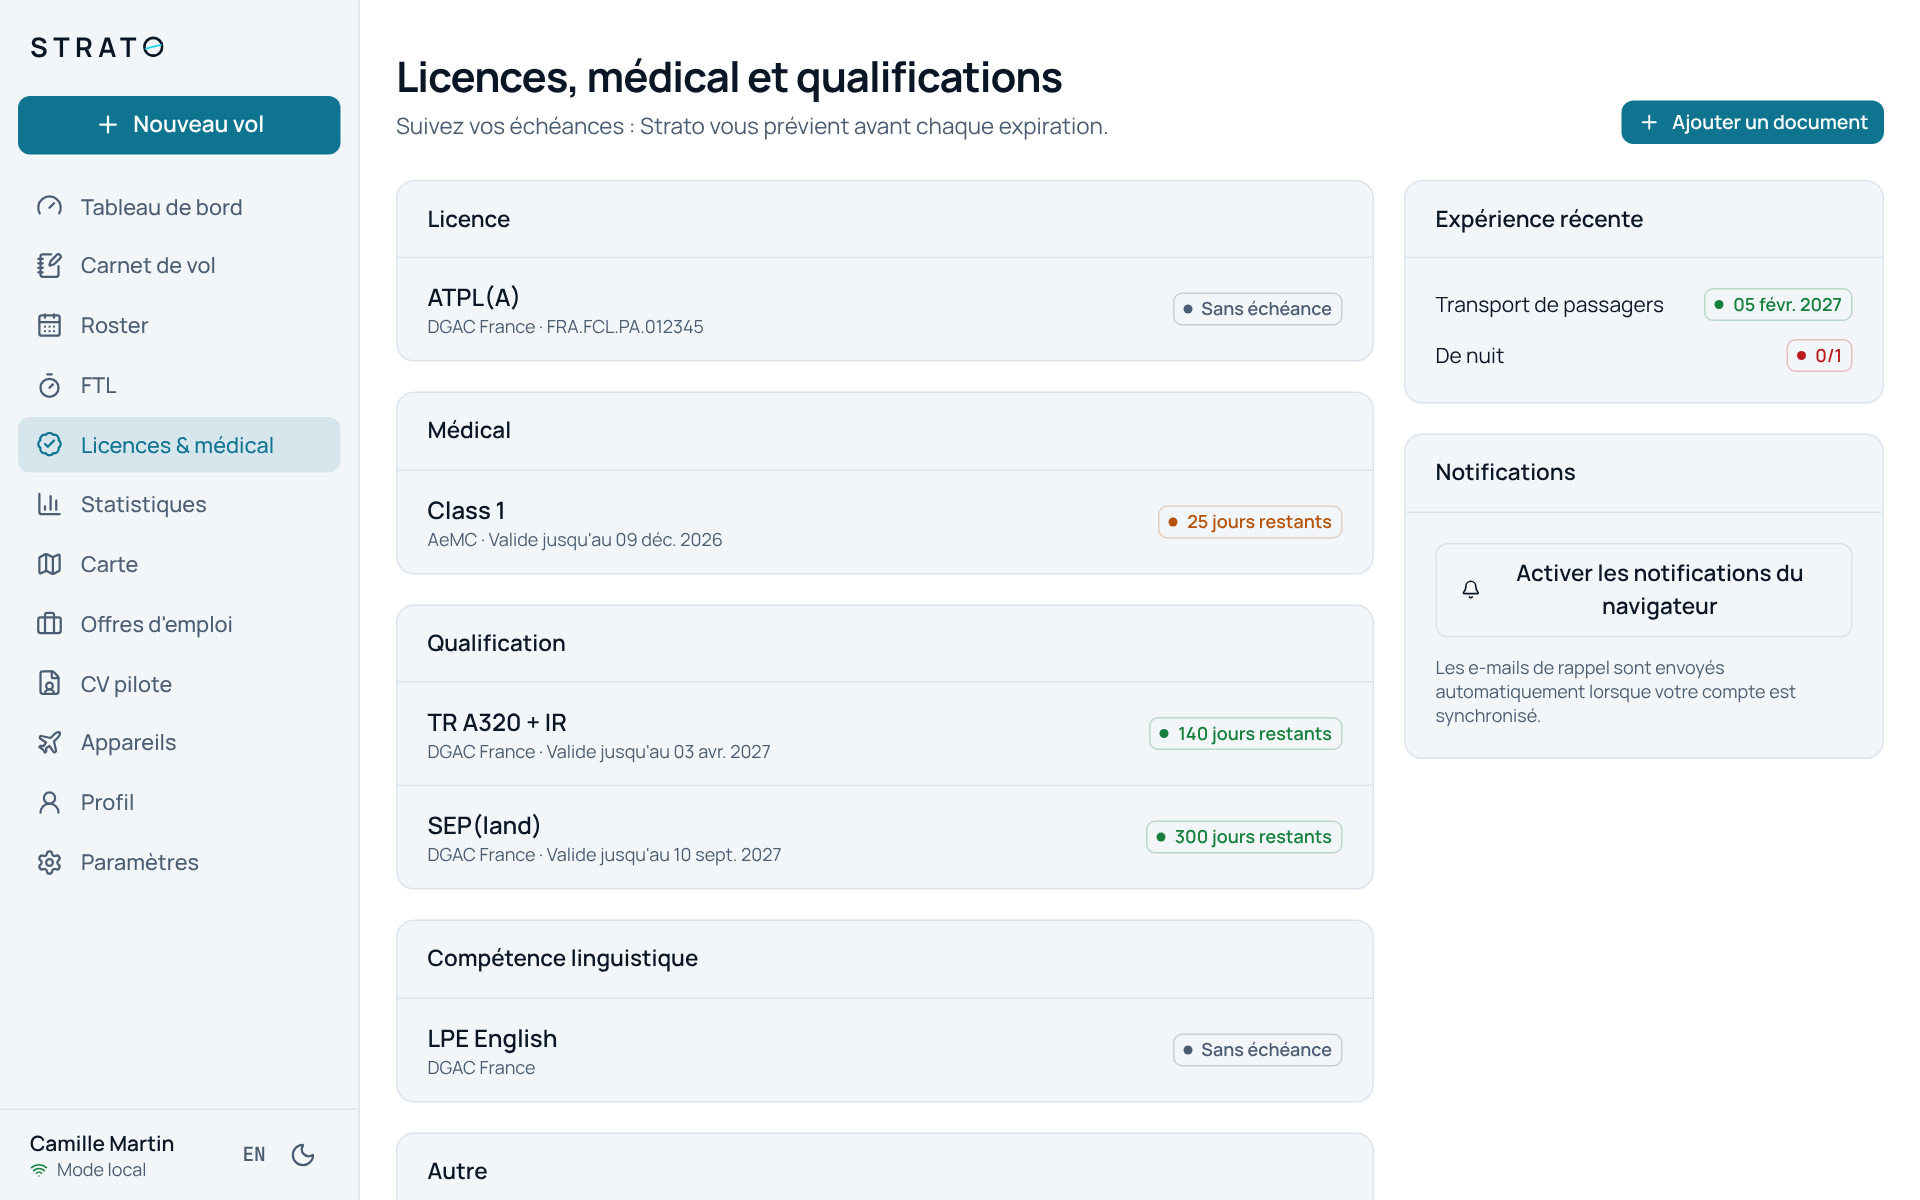 STRATO
Nouveau vol
Tableau de bord
Carnet de vol
Roster
FTL
Licences & médical
Statistiques
Carte
Offres d'emploi
CV pilote
Appareils
Profil
Paramètres
Camille Martin
Mode local
EN
Licences, médical et qualifications
Suivez vos échéances : Strato vous prévient avant chaque expiration.
Ajouter un document
Licence
ATPL(A)
DGAC France · FRA.FCL.PA.012345
Sans échéance
Médical
Class 1
AeMC · Valide jusqu'au 09 déc. 2026
25 jours restants
Qualification
TR A320 + IR
DGAC France · Valide jusqu'au 03 avr. 2027
140 jours restants
SEP(land)
DGAC France · Valide jusqu'au 10 sept. 2027
300 jours restants
Compétence linguistique
LPE English
DGAC France
Sans échéance
Autre
Expérience récente
Transport de passagers
05 févr. 2027
De nuit
0/1
Notifications
Activer les notifications du
navigateur
Les e-mails de rappel sont envoyés
automatiquement lorsque votre compte est
synchronisé.